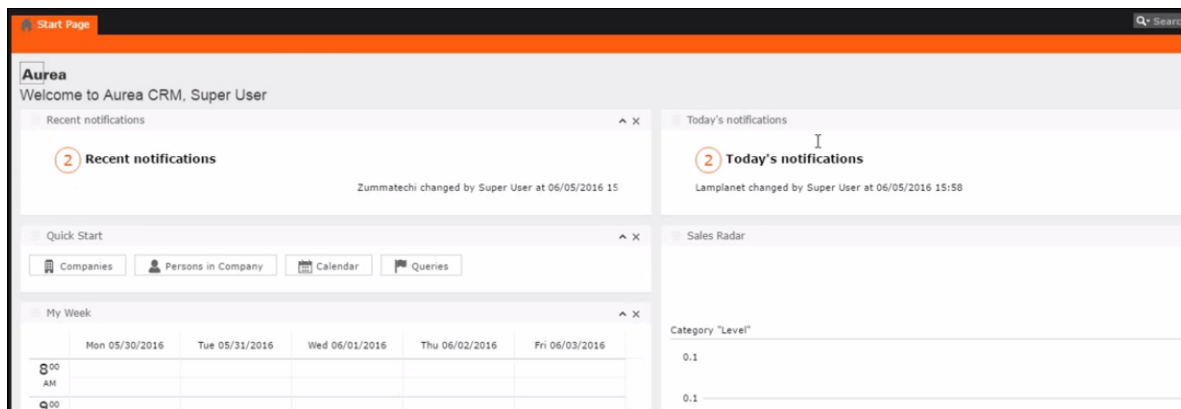 Start Page
Search
Aurea
Welcome to Aurea CRM, Super User
Recent notifications
2 Recent notifications
Zummatechi changed by Super User at 06/05/2016 15
Today's notifications
2 Today's notifications
Lamplanet changed by Super User at 06/05/2016 15:58
Quick Start
Companies Persons in Company Calendar Queries
Sales Radar
Category "Level"
0.1
0.1
My Week
Mon 05/30/2016 Tue 05/31/2016 Wed 06/01/2016 Thu 06/02/2016 Fri 06/03/2016
8 00
AM
9 00